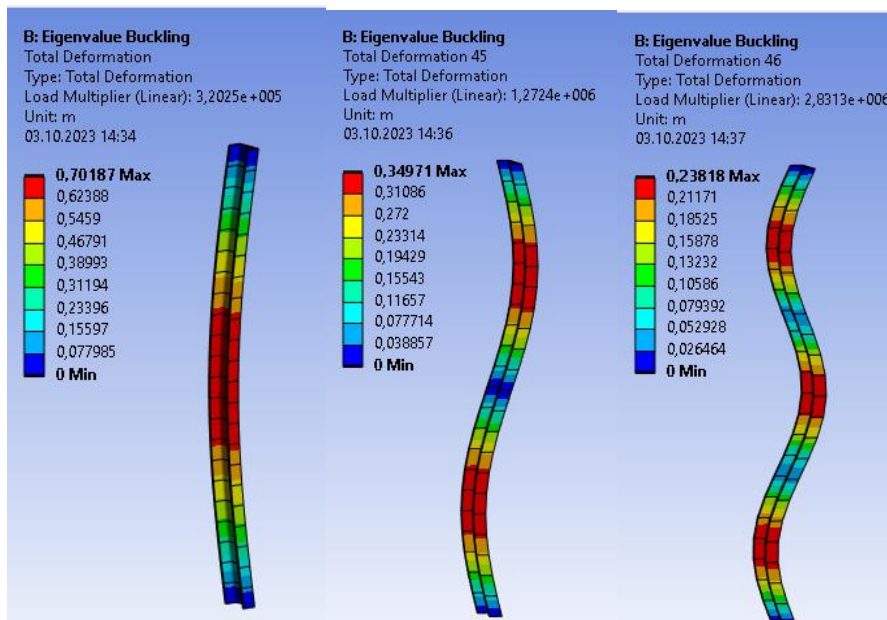 B: Eigenvalue Buckling
Total Deformation
Type: Total Deformation
Load Multiplier (Linear): 3,2025e+005
Unit: m
03.10.2023 14:34
0,70187 Max
0,62388
0,5459
0,46791
0,38993
0,31194
0,23396
0,15597
0,077985
0 Min
B: Eigenvalue Buckling
Total Deformation 45
Type: Total Deformation
Load Multiplier (Linear): 1,2724e+006
Unit: m
03.10.2023 14:36
0,34971 Max
0,31086
0,272
0,23314
0,19429
0,15543
0,11657
0,077714
0,038857
0 Min
B: Eigenvalue Buckling
Total Deformation 46
Type: Total Deformation
Load Multiplier (Linear): 2,8313e+006
Unit: m
03.10.2023 14:37
0,23818 Max
0,21171
0,18525
0,15878
0,13232
0,10586
0,079392
0,052928
0,026464
0 Min